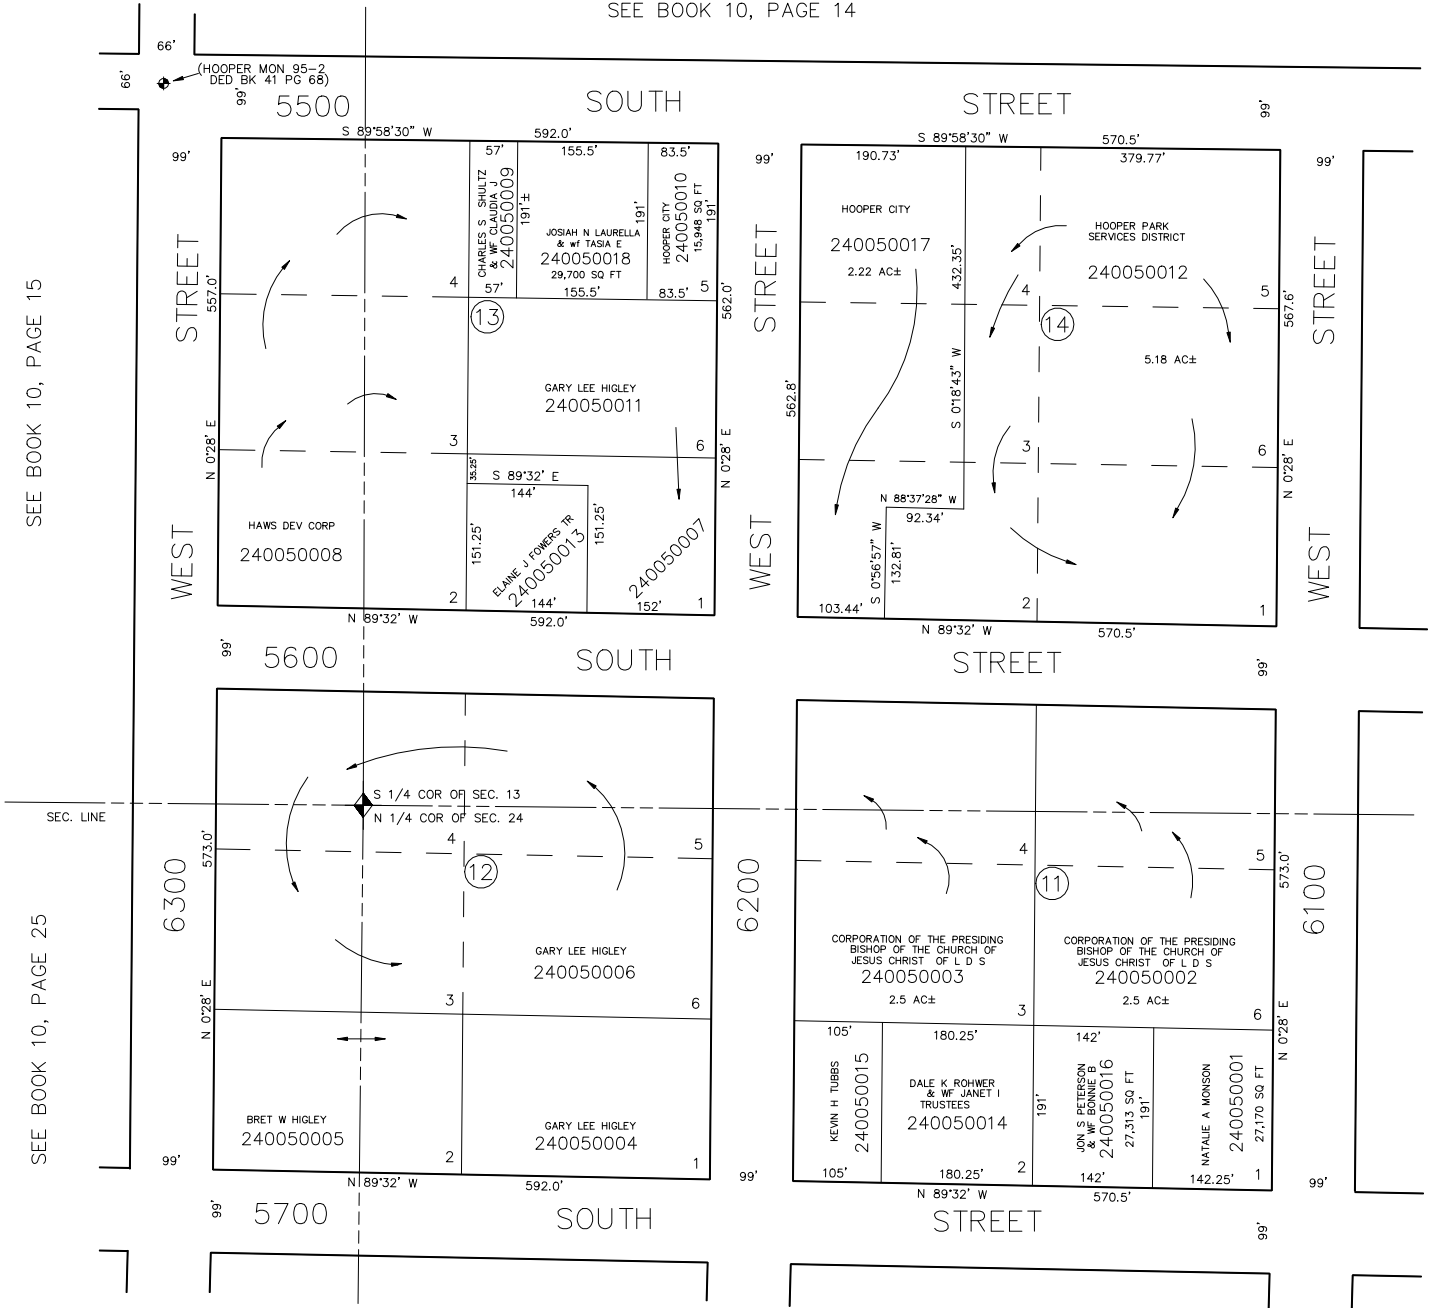 SEE BOOK 10, PAGE 14
66'
66'
(HOOPER MON 95-2
DED BK 41 PG 68)
99'
5500
SOUTH
STREET
99'
S 89°58'30" W
592.0'
S 89°58'30" W
570.5'
99'
99'
99'
57'
155.5'
83.5'
190.73'
379.77'
CHARLES S SHULTZ
& WF CLAUDIA J
240050009
191'±
JOSIAH N LAURELLA
& wf TASIA E
240050018
29,700 SQ FT
191'
HOOPER CITY
240050010
15,948 SQ FT
191'
57'
155.5'
83.5'
4
5
13
HOOPER CITY
240050017
2.22 AC±
432.35'
S 0°18'43" W
HOOPER PARK
SERVICES DISTRICT
240050012
4
5
14
5.18 AC±
STREET
WEST
557.0'
N 0°28' E
562.0'
N 0°28' E
STREET
WEST
562.8'
567.6'
N 0°28' E
STREET
WEST
SEE BOOK 10, PAGE 15
GARY LEE HIGLEY
240050011
3
6
3
6
35.25'
S 89°32' E
144'
151.25'
ELAINE J FOWERS TR
240050013
151.25'
240050007
144'
152'
HAWS DEV CORP
240050008
2
1
N 88°37'28" W
92.34'
S 0°56'57" W
132.81'
103.44'
2
1
N 89°32' W
592.0'
N 89°32' W
570.5'
99'
5600
SOUTH
STREET
99'
SEC. LINE
S 1/4 COR OF SEC. 13
N 1/4 COR OF SEC. 24
4
5
12
4
5
11
573.0'
N 0°28' E
573.0'
N 0°28' E
6300
6200
6100
SEE BOOK 10, PAGE 25
GARY LEE HIGLEY
240050006
3
6
CORPORATION OF THE PRESIDING
BISHOP OF THE CHURCH OF
JESUS CHRIST OF L D S
240050003
2.5 AC±
CORPORATION OF THE PRESIDING
BISHOP OF THE CHURCH OF
JESUS CHRIST OF L D S
240050002
2.5 AC±
3
6
105'
180.25'
142'
BRET W HIGLEY
240050005
GARY LEE HIGLEY
240050004
2
1
KEVIN H TUBBS
240050015
DALE K ROHWER
& WF JANET I
TRUSTEES
240050014
191'
JON S PETERSON
& WF BONNIE B
240050016
27,313 SQ FT
191'
NATALIE A MONSON
240050001
27,170 SQ FT
105'
180.25'
2
142'
142.25'
1
99'
99'
99'
N 89°32' W
592.0'
N 89°32' W
570.5'
99'
5700
SOUTH
STREET
99'